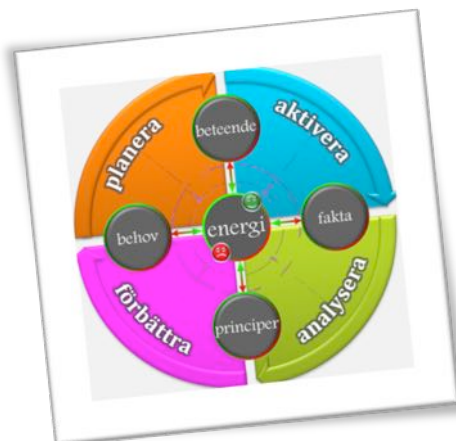 planera
aktivera
beteende
behov
energi
fakta
förbättra
principer
analysera